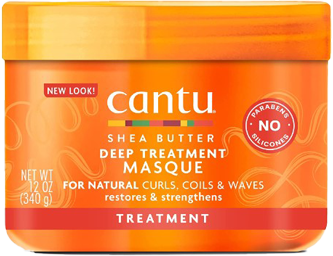 NEW LOOK!
cantu
SHEA BUTTER
DEEP TREATMENT
MASQUE
FOR NATURAL CURLS, COILS & WAVES
restores & strengthens
TREATMENT
NET WT
12 OZ
(340 g)
PARABENS
NO
SILICONES